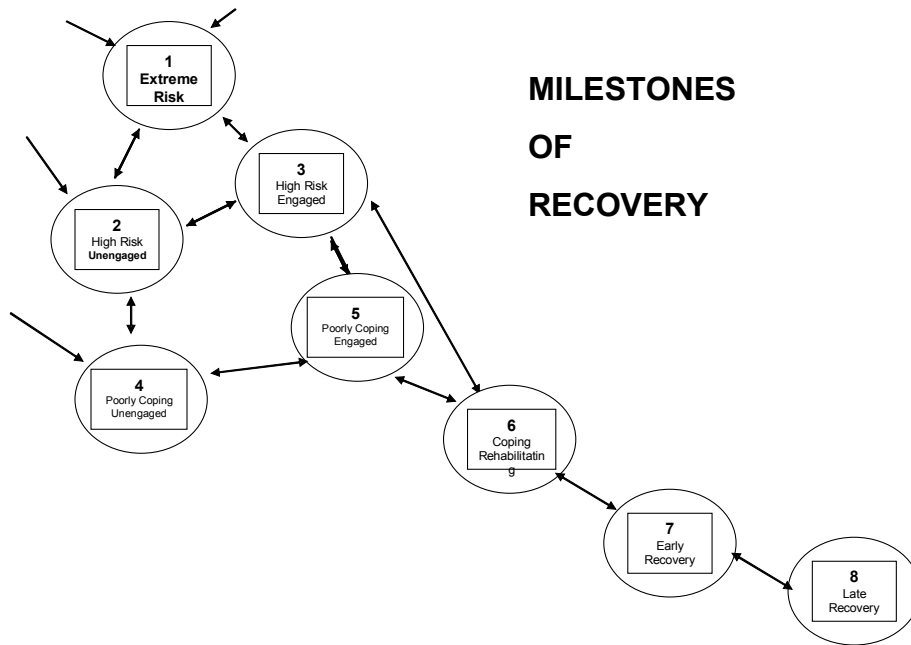 MILESTONES
OF
RECOVERY
1
Extreme
Risk
2
High Risk
Unengaged
3
High Risk
Engaged
4
Poorly Coping
Unengaged
5
Poorly Coping
Engaged
6
Coping
Rehabilitatin
g
7
Early
Recovery
8
Late
Recovery